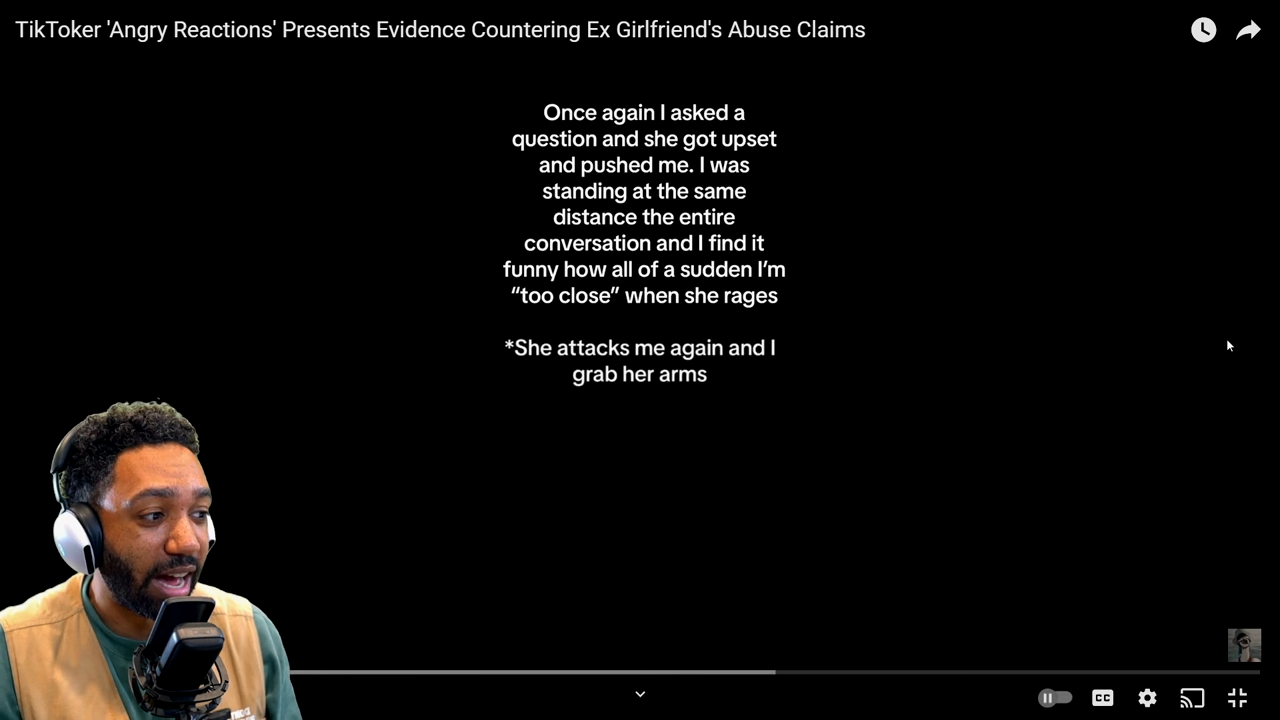 TikToker 'Angry Reactions' Presents Evidence Countering Ex Girlfriend's Abuse Claims
Once again I asked a
question and she got upset
and pushed me. I was
standing at the same
distance the entire
conversation and I find it
funny how all of a sudden I’m
“too close” when she rages
*She attacks me again and I
grab her arms
CC